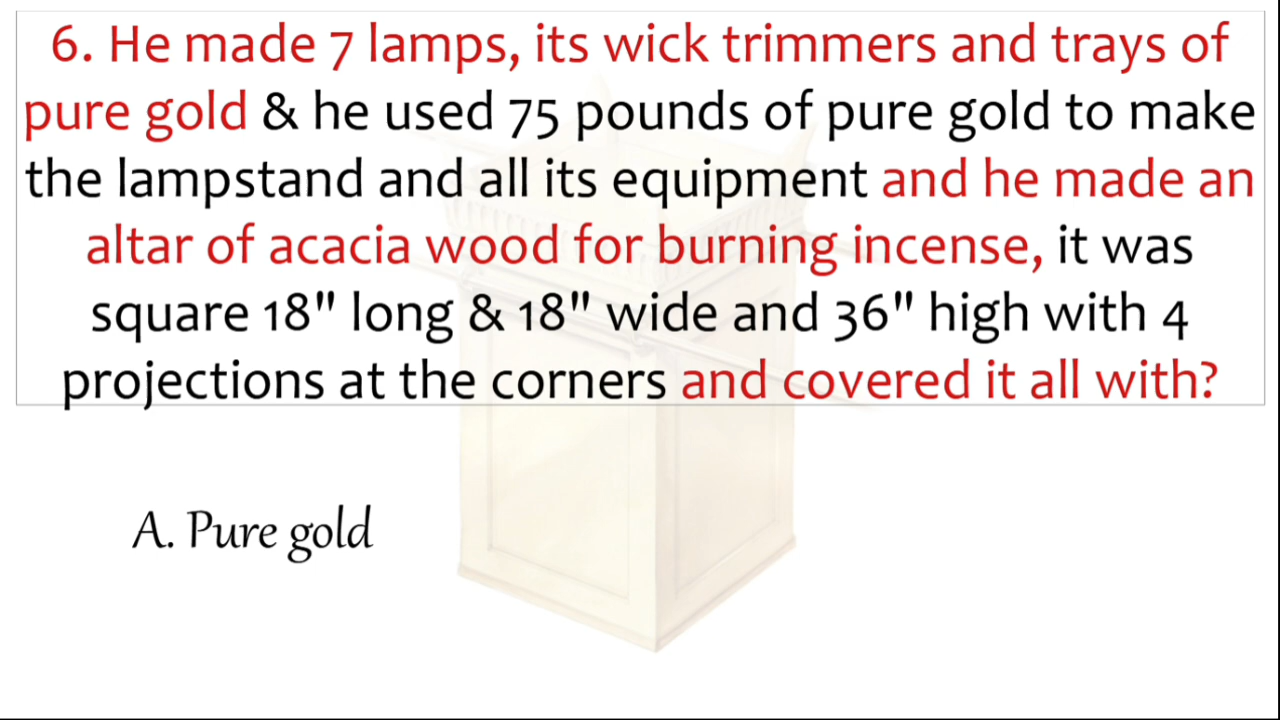 6. He made 7 lamps, its wick trimmers and trays of
pure gold & he used 75 pounds of pure gold to make
the lampstand and all its equipment and he made an
altar of acacia wood for burning incense, it was
square 18" long & 18" wide and 36" high with 4
projections at the corners and covered it all with?
A. Pure gold